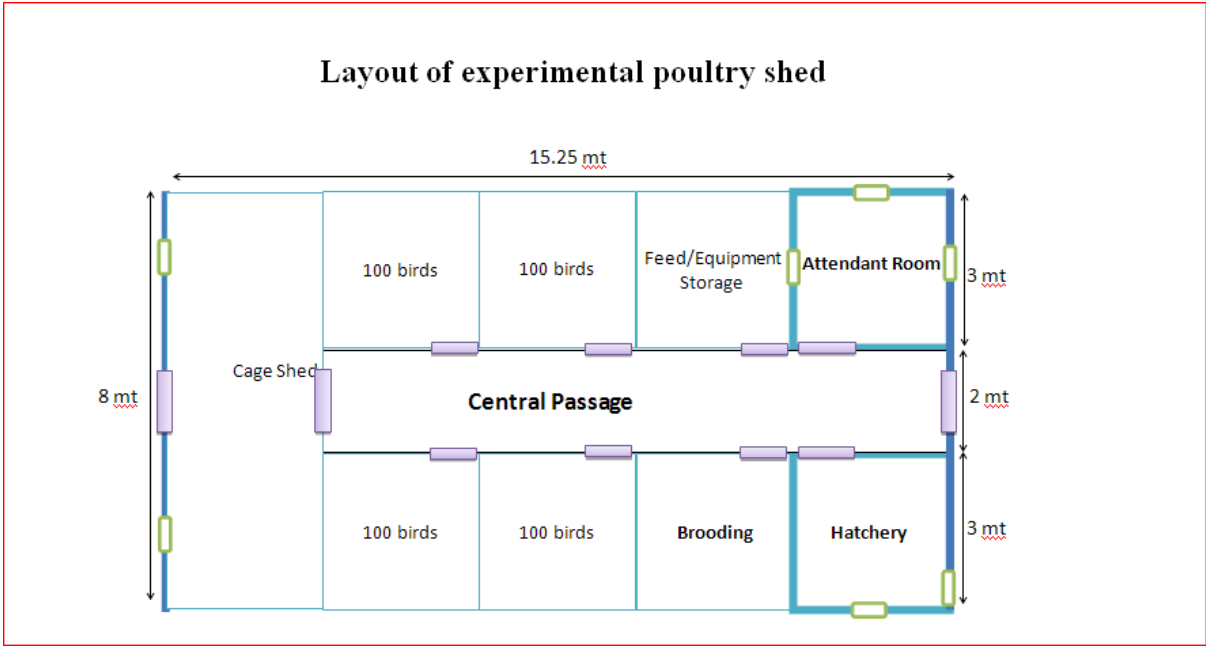 Layout of experimental poultry shed
15.25 mt
100 birds
100 birds
Feed/Equipment
Storage
Attendant Room
3 mt
Cage Shed
8 mt
Central Passage
2 mt
100 birds
100 birds
Brooding
Hatchery
3 mt